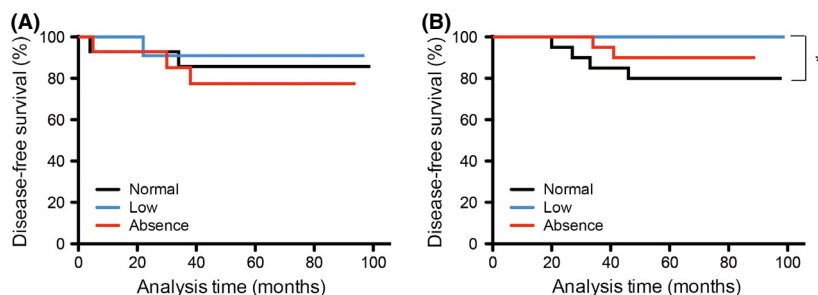 (A)
Disease-free survival (%)
100
80
60
40
20
0
Normal
Low
Absence
0 20 40 60 80 100
Analysis time (months)
(B)
Disease-free survival (%)
100
80
60
40
20
0
Normal
Low
Absence
0 20 40 60 80 100
Analysis time (months)